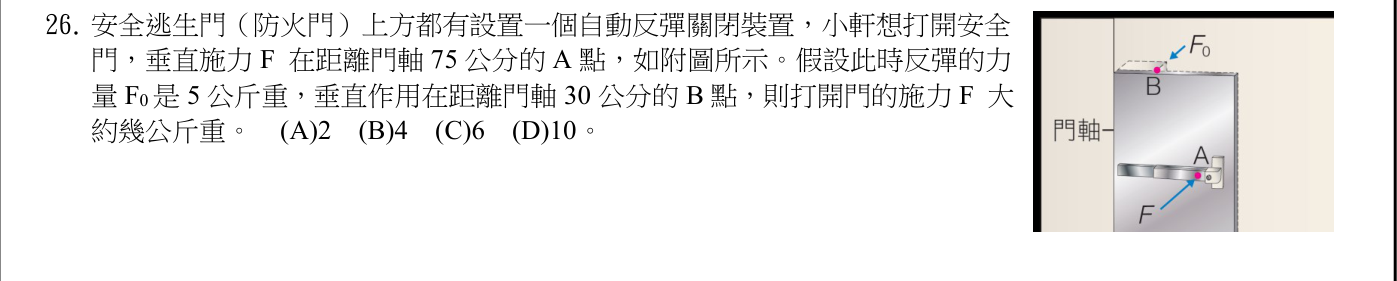 26. 安全逃生門(防火門)上方都有設置一個自動反彈關閉裝置,小軒想打開安全
門,垂直施力 F 在距離門軸 75 公分的 A 點,如附圖所示。假設此時反彈的力
量 F₀是 5 公斤重,垂直作用在距離門軸 30 公分的 B 點,則打開門的施力 F 大
約幾公斤重。 (A)2 (B)4 (C)6 (D)10。
F₀
B
門軸
A
F